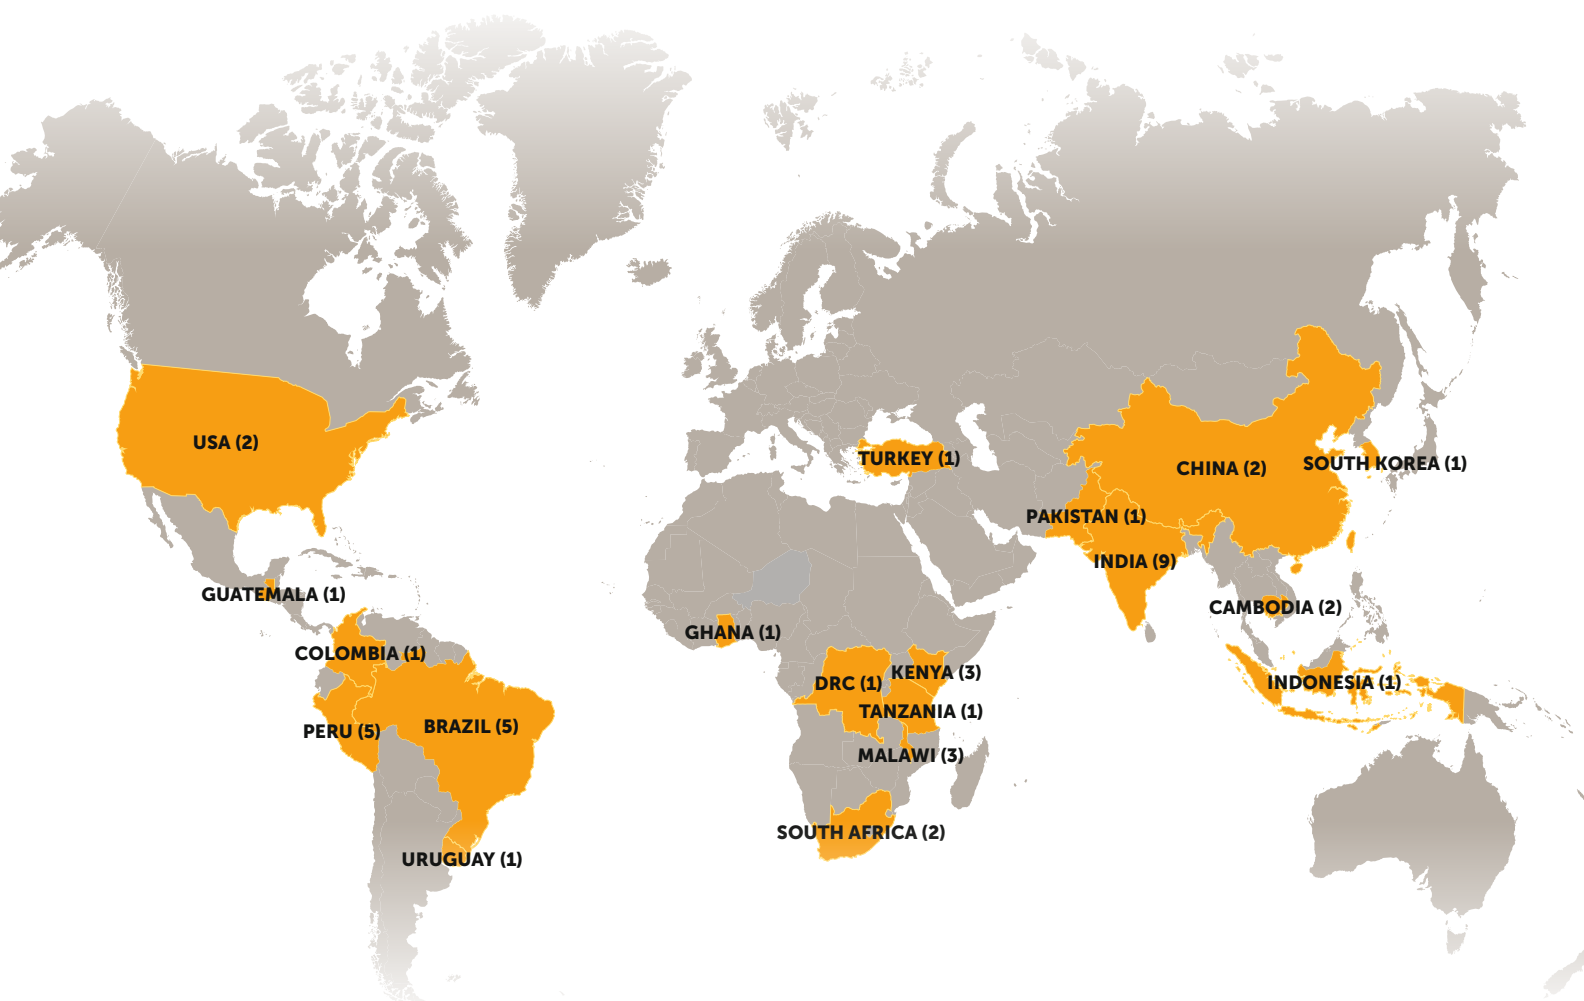 USA (2)
TURKEY (1)
SOUTH KOREA (1)
CHINA (2)
PAKISTAN (1)
INDIA (9)
GUATEMALA (1)
CAMBODIA (2)
GHANA (1)
COLOMBIA (1)
KENYA (3)
DRC (1)
INDONESIA (1)
TANZANIA (1)
BRAZIL (5)
PERU (5)
MALAWI (3)
SOUTH AFRICA (2)
URUGUAY (1)